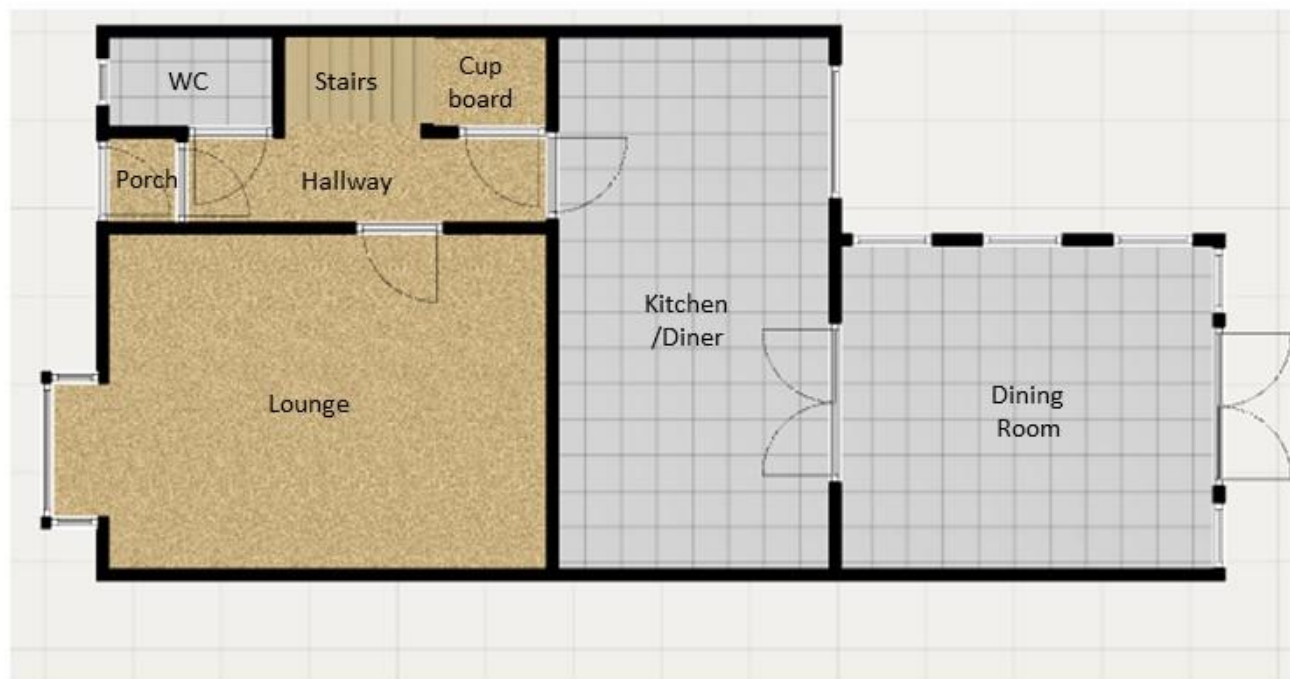 WC
Stairs
Cup
board
Porch
Hallway
Kitchen
/Diner
Lounge
Dining
Room